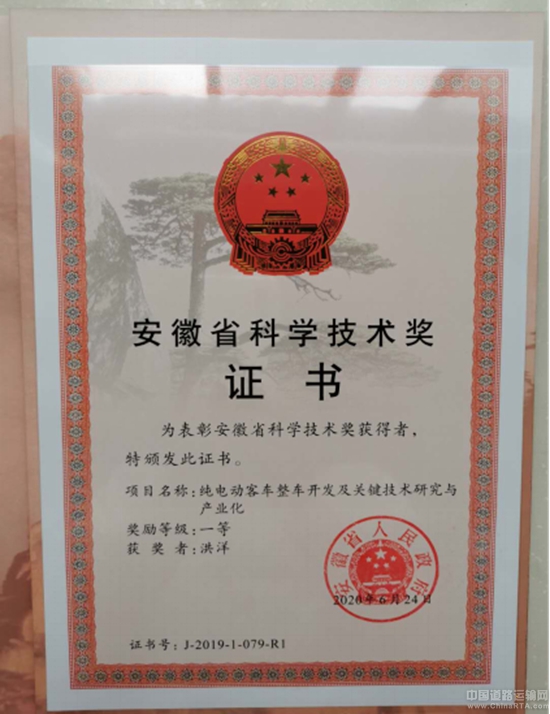 安徽省科学技术奖
证书
为表彰安徽省科学技术奖获得者，
特颁发此证书。
项目名称：纯电动客车整车开发及关键技术研究与
产业化
奖励等级：一等
获奖者：洪洋
安徽省人民政府
2020年6月24日
证书号：J-2019-1-079-R1
中国道路运输网
www.ChinaRTA.com